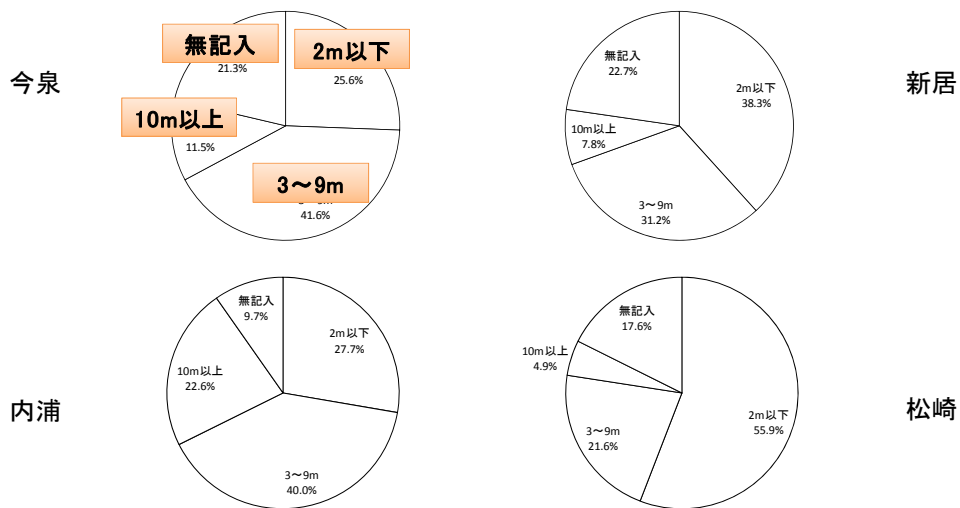 今泉
無記入
21.3%
2m以下
25.6%
10m以上
11.5%
3～9m
41.6%
新居
無記入
22.7%
2m以下
38.3%
10m以上
7.8%
3～9m
31.2%
内浦
無記入
9.7%
2m以下
27.7%
10m以上
22.6%
3～9m
40.0%
松崎
無記入
17.6%
10m以上
4.9%
3～9m
21.6%
2m以下
55.9%